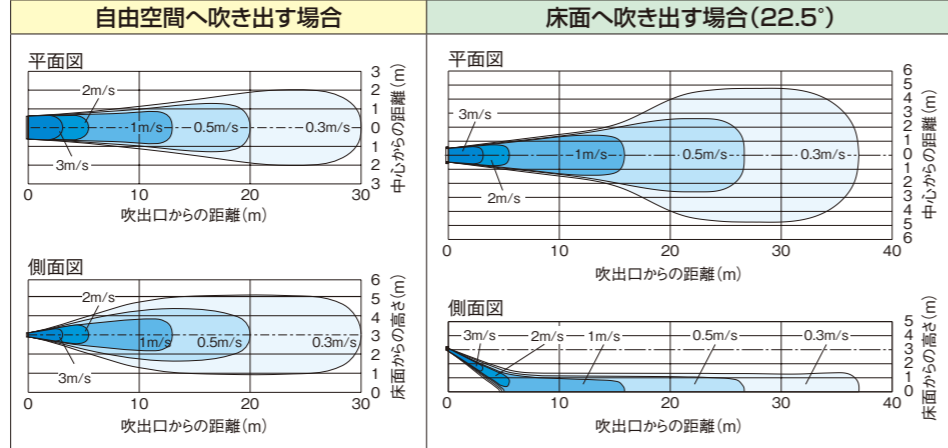 自由空間へ吹き出す場合
平面図
3
2
1
0
1
2
3
中心からの距離(m)
2m/s
1m/s
0.5m/s
0.3m/s
3m/s
0
10
20
30
吹出口からの距離(m)
側面図
6
5
4
3
2
1
0
床面からの高さ(m)
2m/s
1m/s
0.5m/s
0.3m/s
3m/s
0
10
20
30
吹出口からの距離(m)
床面へ吹き出す場合(22.5°)
平面図
6
5
4
3
2
1
0
1
2
3
4
5
6
中心からの距離(m)
3m/s
1m/s
0.5m/s
0.3m/s
2m/s
0
10
20
30
40
吹出口からの距離(m)
側面図
5
4
3
2
1
0
床面からの高さ(m)
3m/s
2m/s
1m/s
0.5m/s
0.3m/s
0
10
20
30
40
吹出口からの距離(m)